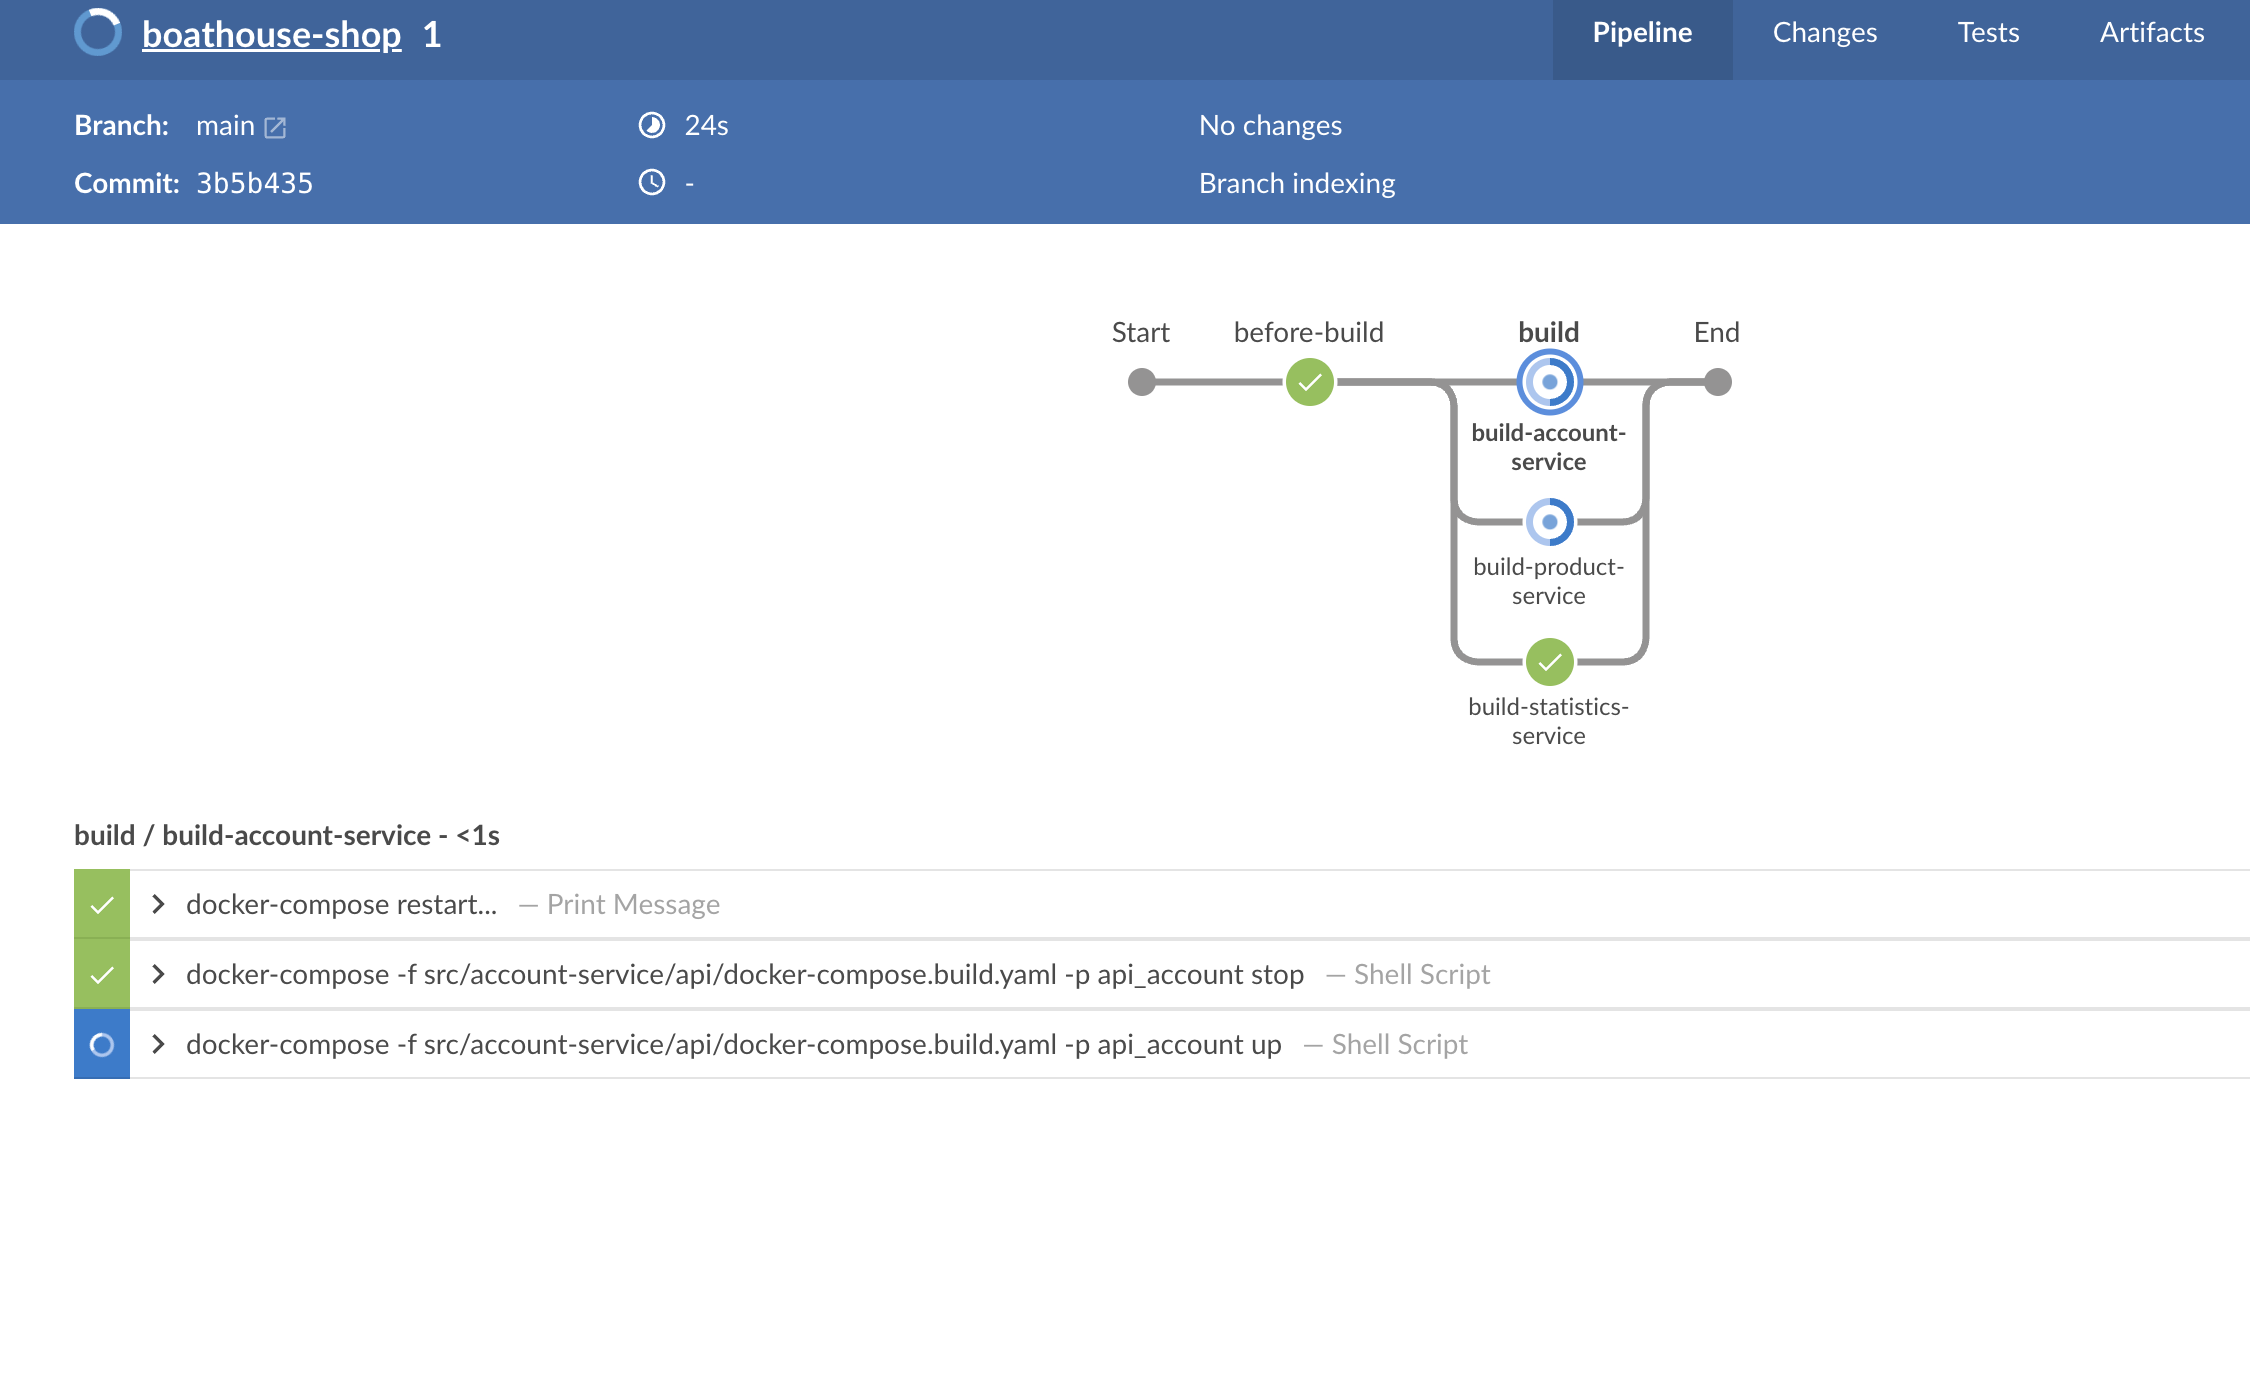 boathouse-shop 1
Pipeline
Changes
Tests
Artifacts
Branch: main
24s
No changes
Commit: 3b5b435
-
Branch indexing
Start
before-build
build
End
build-account-
service
build-product-
service
build-statistics-
service
build / build-account-service - <1s
docker-compose restart... — Print Message
docker-compose -f src/account-service/api/docker-compose.build.yaml -p api_account stop — Shell Script
docker-compose -f src/account-service/api/docker-compose.build.yaml -p api_account up — Shell Script